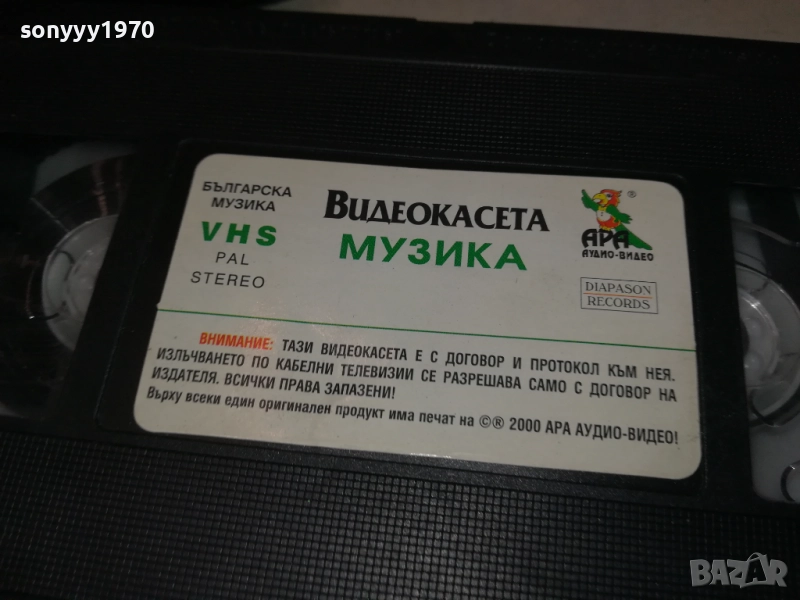 sonyyy1970
БЪЛГАРСКА
МУЗИКА
VHS
PAL
STEREO
ВИДЕОКАСЕТА
МУЗИКА
®
АРА
АУДИО-ВИДЕО
DIAPASON
RECORDS
ВНИМАНИЕ: ТАЗИ ВИДЕОКАСЕТА Е С ДОГОВОР И ПРОТОКОЛ КЪМ НЕЯ.
ИЗЛЪЧВАНЕТО ПО КАБЕЛНИ ТЕЛЕВИЗИИ СЕ РАЗРЕШАВА САМО С ДОГОВОР НА
ИЗДАТЕЛЯ. ВСИЧКИ ПРАВА ЗАПАЗЕНИ!
Върху всеки един оригинален продукт има печат на ©® 2000 АРА АУДИО-ВИДЕО!
BAZAR